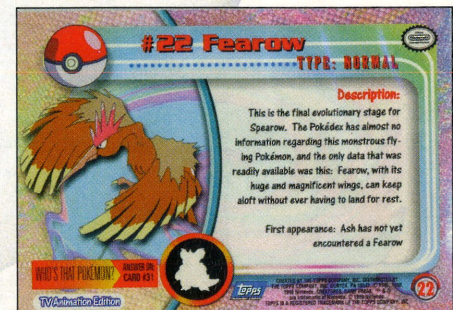 #22 Fearow
TYPE: NORMAL
Description:
This is the final evolutionary stage for
Spearow. The Pokédex has almost no
information regarding this monstrous fly-
ing Pokémon, and the only data that was
readily available was this: Fearow, with its
huge and magnificent wings, can keep
aloft without ever having to land for rest.
First appearance: Ash has not yet
encountered a Fearow
WHO'S THAT POKÉMON?
ANSWER ON:
CARD #31
TV Animation Edition
Topps
22